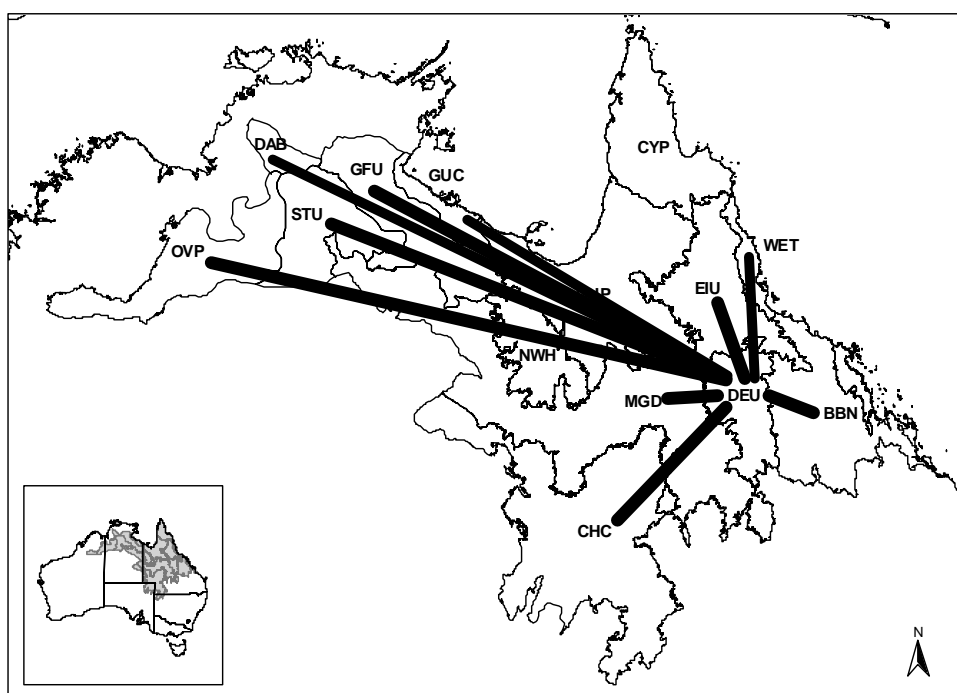 CYP
DAB
GFU
GUC
STU
WET
OVP
EIU
NWH
DEU
MGD
BBN
CHC
N